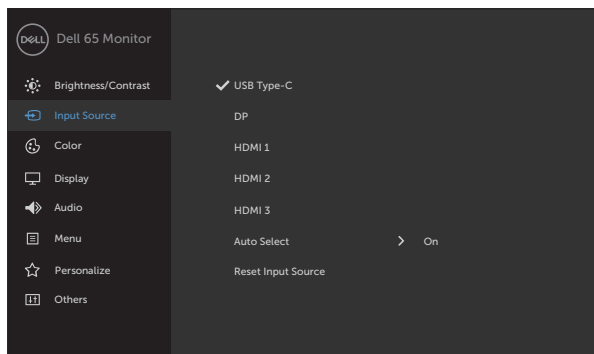 DELL Dell 65 Monitor
Brightness/Contrast
Input Source
Color
Display
Audio
Menu
Personalize
Others
USB Type-C
DP
HDMI 1
HDMI 2
HDMI 3
Auto Select > On
Reset Input Source